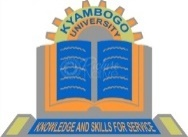 KYAMBOGO
UNIVERSITY
KNOWLEDGE AND SKILLS FOR SERVICE